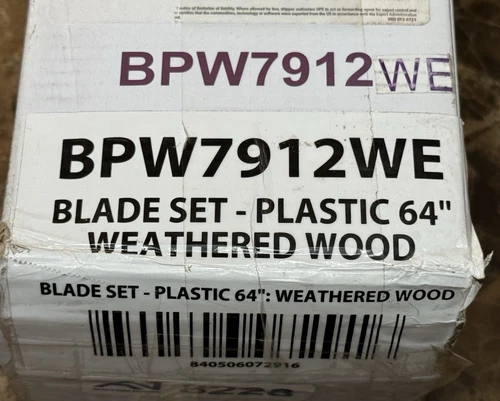 BPW7912WE
BPW7912WE
BLADE SET - PLASTIC 64"
WEATHERED WOOD
BLADE SET - PLASTIC 64": WEATHERED WOOD
840506072916